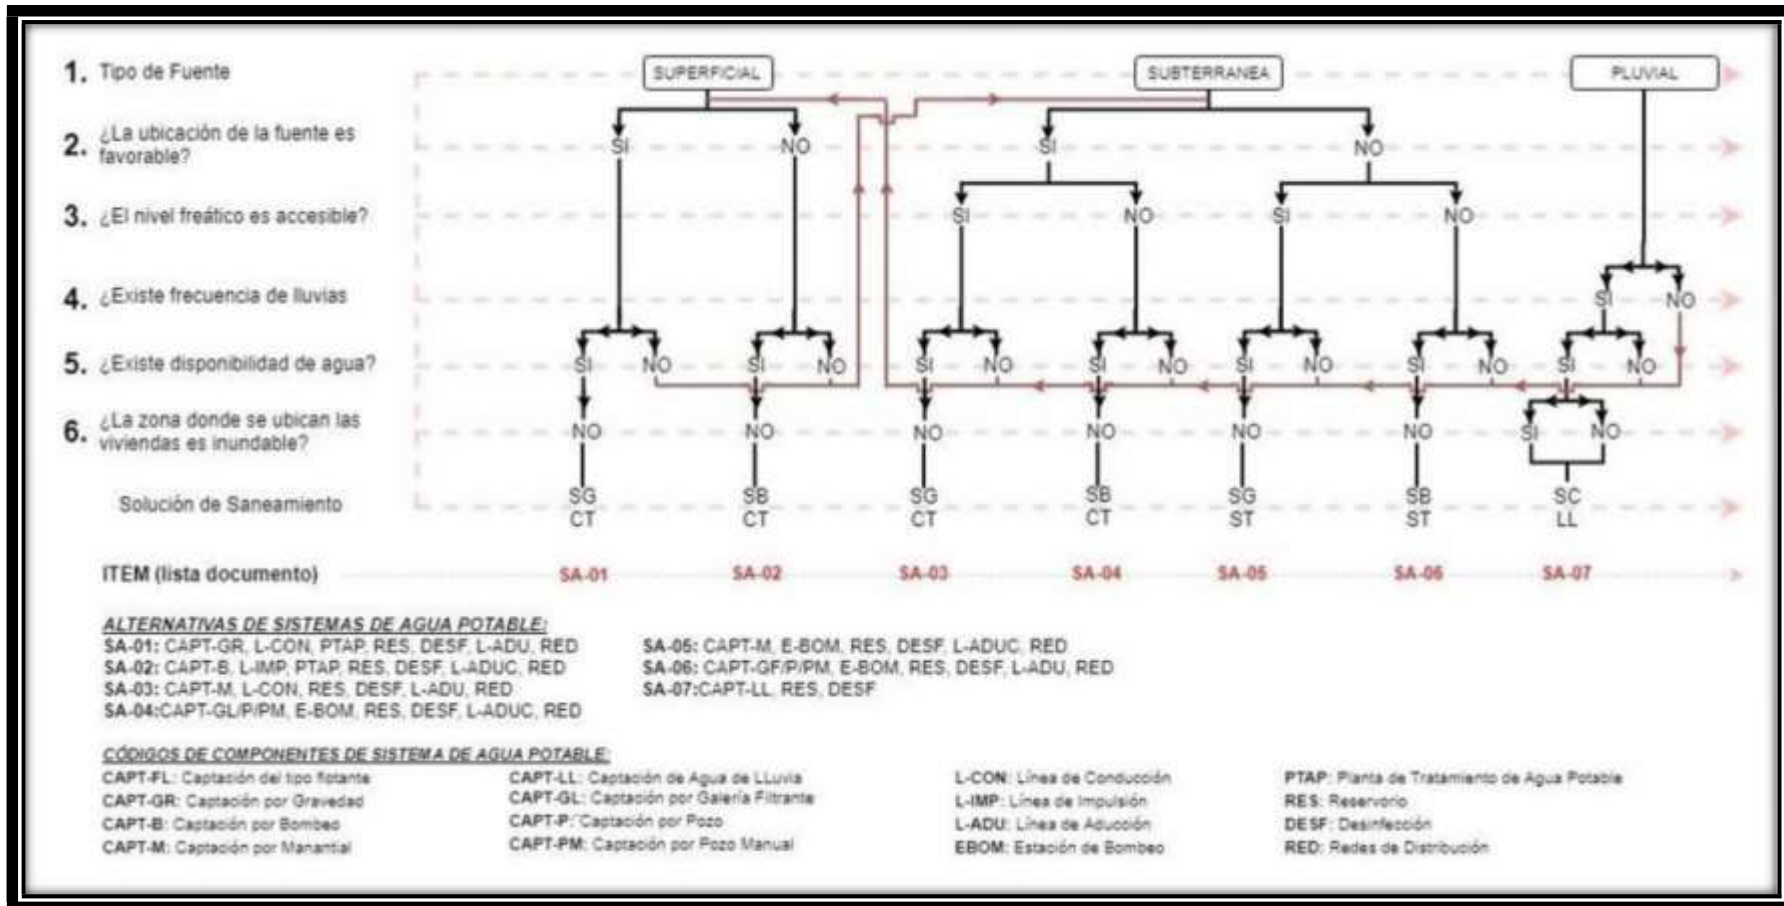 1. Tipo de Fuente SUPERFICIAL SUBTERRANEA PLUVIAL
2. ¿La ubicación de la fuente es favorable? SI NO SI NO
3. ¿El nivel freático es accesible? SI NO SI NO
4. ¿Existe frecuencia de lluvias SI NO
5. ¿Existe disponibilidad de agua? SI NO SI NO SI NO SI NO SI NO SI NO SI NO
6. ¿La zona donde se ubican las viviendas es inundable? NO NO NO NO NO NO SI NO
Solución de Saneamiento SG SB SG SB SG SB SC
CT CT CT CT ST ST LL
ITEM (lista documento) SA-01 SA-02 SA-03 SA-04 SA-05 SA-06 SA-07
ALTERNATIVAS DE SISTEMAS DE AGUA POTABLE:
SA-01: CAPT-GR, L-CON, PTAP, RES, DESF, L-ADU, RED
SA-02: CAPT-B, L-IMP, PTAP, RES, DESF, L-ADUC, RED
SA-03: CAPT-M, L-CON, RES, DESF, L-ADU, RED
SA-04:CAPT-GL/P/PM, E-BOM, RES, DESF, L-ADUC, RED
SA-05: CAPT-M, E-BOM, RES, DESF, L-ADUC, RED
SA-06: CAPT-GF/P/PM, E-BOM, RES, DESF, L-ADU, RED
SA-07:CAPT-LL, RES, DESF
CÓDIGOS DE COMPONENTES DE SISTEMA DE AGUA POTABLE:
CAPT-FL: Captación del tipo flotante
CAPT-GR: Captación por Gravedad
CAPT-B: Captación por Bombeo
CAPT-M: Captación por Manantial
CAPT-LL: Captación de Agua de LLuvia
CAPT-GL: Captación por Galería Filtrante
CAPT-P: Captación por Pozo
CAPT-PM: Captación por Pozo Manual
L-CON: Línea de Conducción
L-IMP: Línea de Impulsión
L-ADU: Línea de Aducción
EBOM: Estación de Bombeo
PTAP: Planta de Tratamiento de Agua Potable
RES: Reservorio
DESF: Desinfección
RED: Redes de Distribución